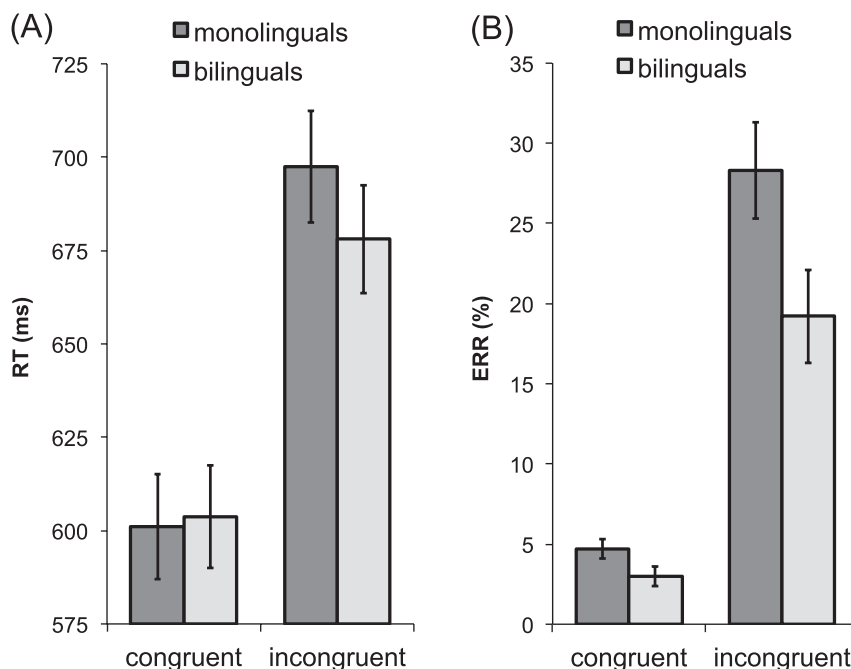 (A)
monolinguals
bilinguals
725
700
675
650
625
600
575
RT (ms)
congruent incongruent
(B)
monolinguals
bilinguals
35
30
25
20
15
10
5
0
ERR (%)
congruent incongruent